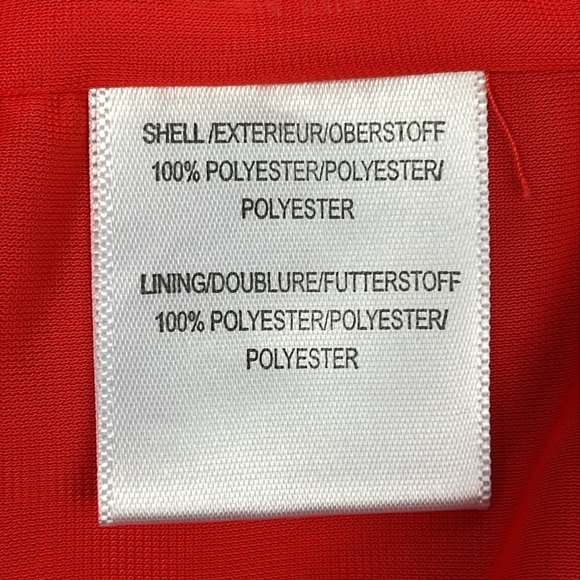 SHELL/EXTERIEUR/OBERSTOFF
100% POLYESTER/POLYESTER/
POLYESTER
LINING/DOUBLURE/FUTTERSTOFF
100% POLYESTER/POLYESTER/
POLYESTER